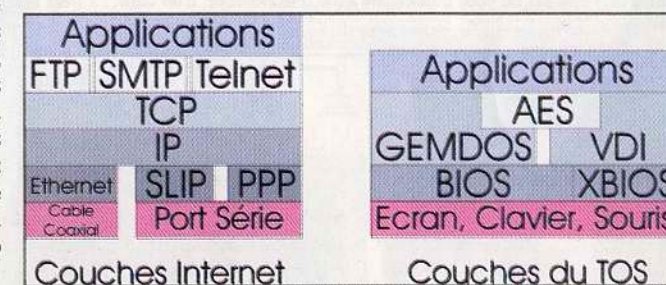 Applications
FTP SMTP Telnet
TCP
IP
Ethernet SLIP PPP
Cable
Coaxial
Port Série
Couches Internet
Applications
AES
GEMDOS VDI
BIOS XBIOS
Ecran, Clavier, Souris
Couches du TOS